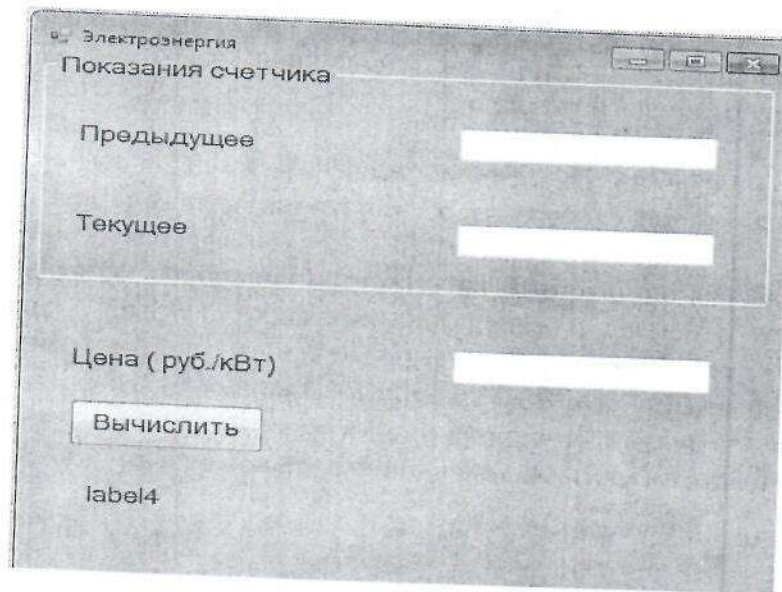 Электроэнергия
Показания счетчика
Предыдущее
Текущее
Цена ( руб./кВт)
Вычислить
label4